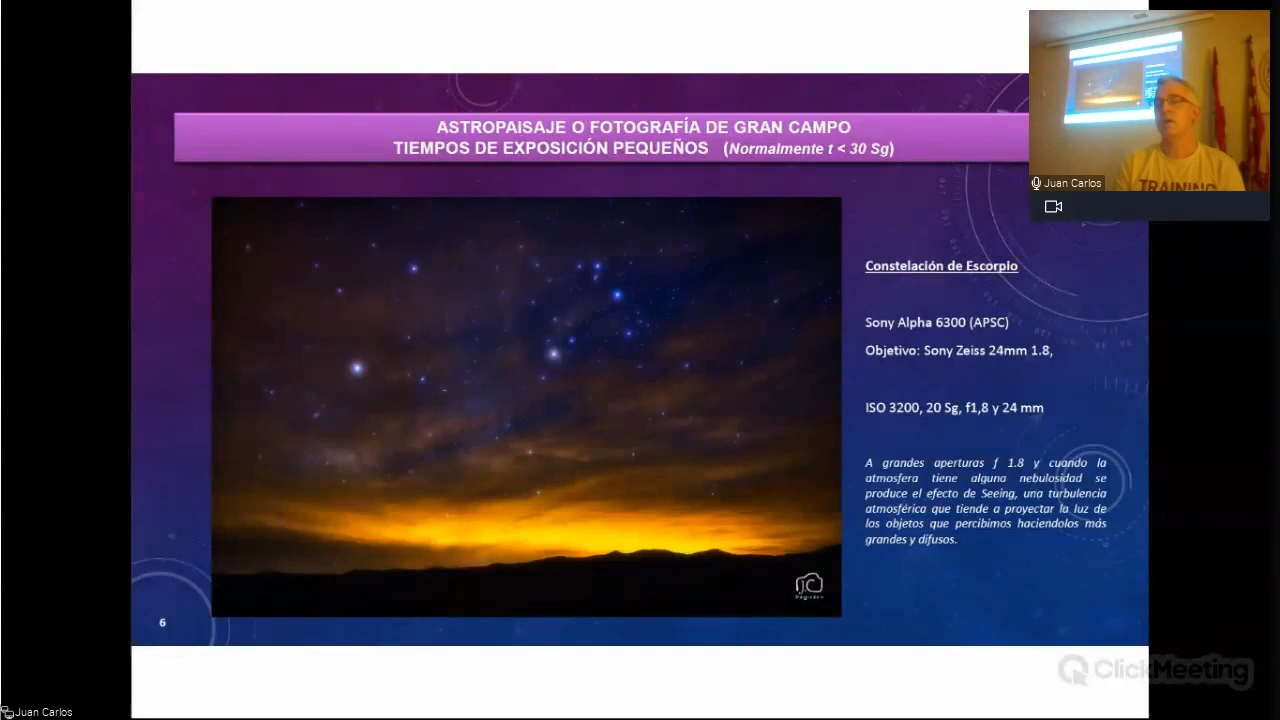 ASTROPAISAJE O FOTOGRAFÍA DE GRAN CAMPO
TIEMPOS DE EXPOSICIÓN PEQUEÑOS (Normalmente t < 30 Sg)
Juan Carlos
Constelación de Escorpio
Sony Alpha 6300 (APSC)
Objetivo: Sony Zeiss 24mm 1.8,
ISO 3200, 20 Sg, f1,8 y 24 mm
A grandes aperturas f 1.8 y cuando la
atmosfera tiene alguna nebulosidad se
produce el efecto de Seeing, una turbulencia
atmosférica que tiende a proyectar la luz de
los objetos que percibimos haciendolos más
grandes y difusos.
TRAINING
JC
6
ClickMeeting
Juan Carlos